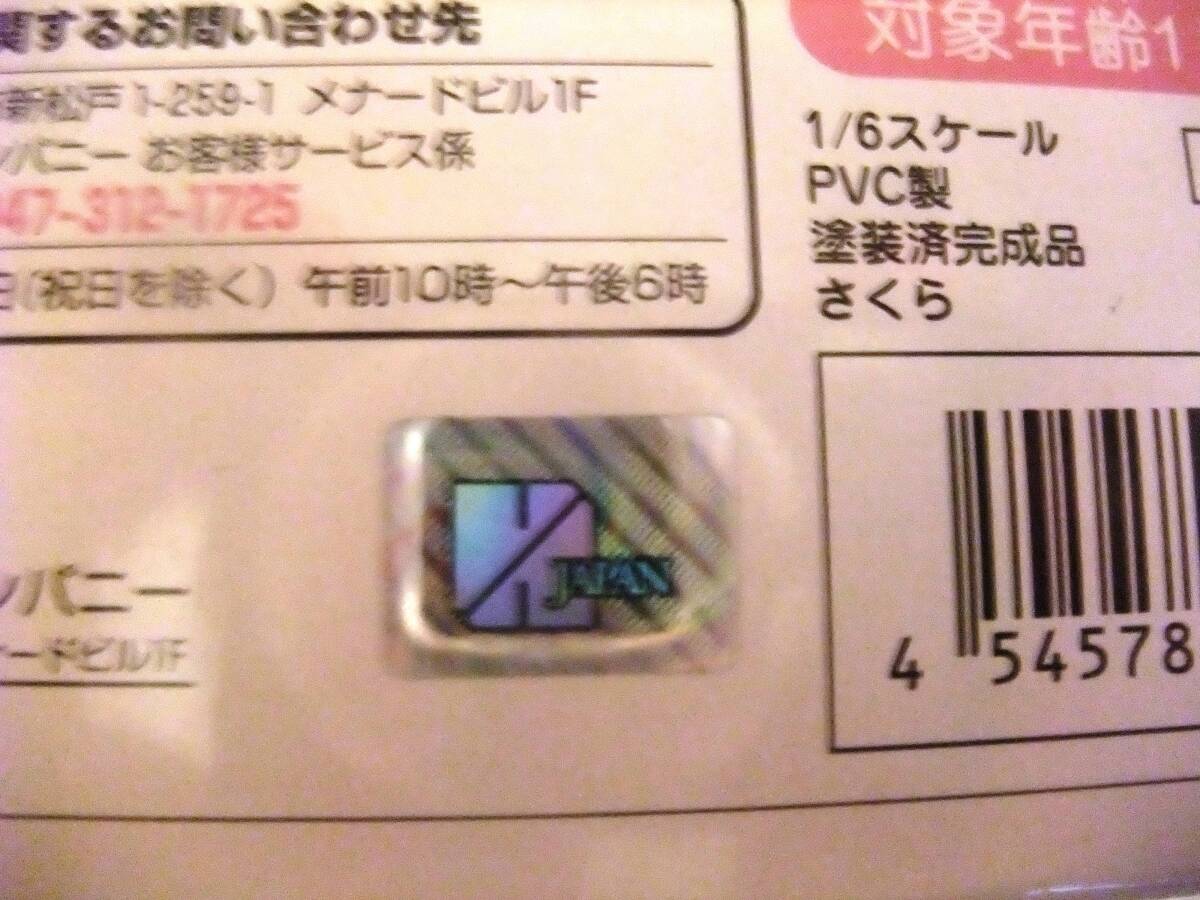 関するお問い合わせ先
新松戸1-259-1 メナードビル1F
ンパニー お客様サービス係
047-312-1725
日(祝日を除く) 午前10時～午後6時
対象年齢1
1/6スケール
PVC製
塗装済完成品
さくら
JAPAN
ンパニー
ナードビル1F
4 54578